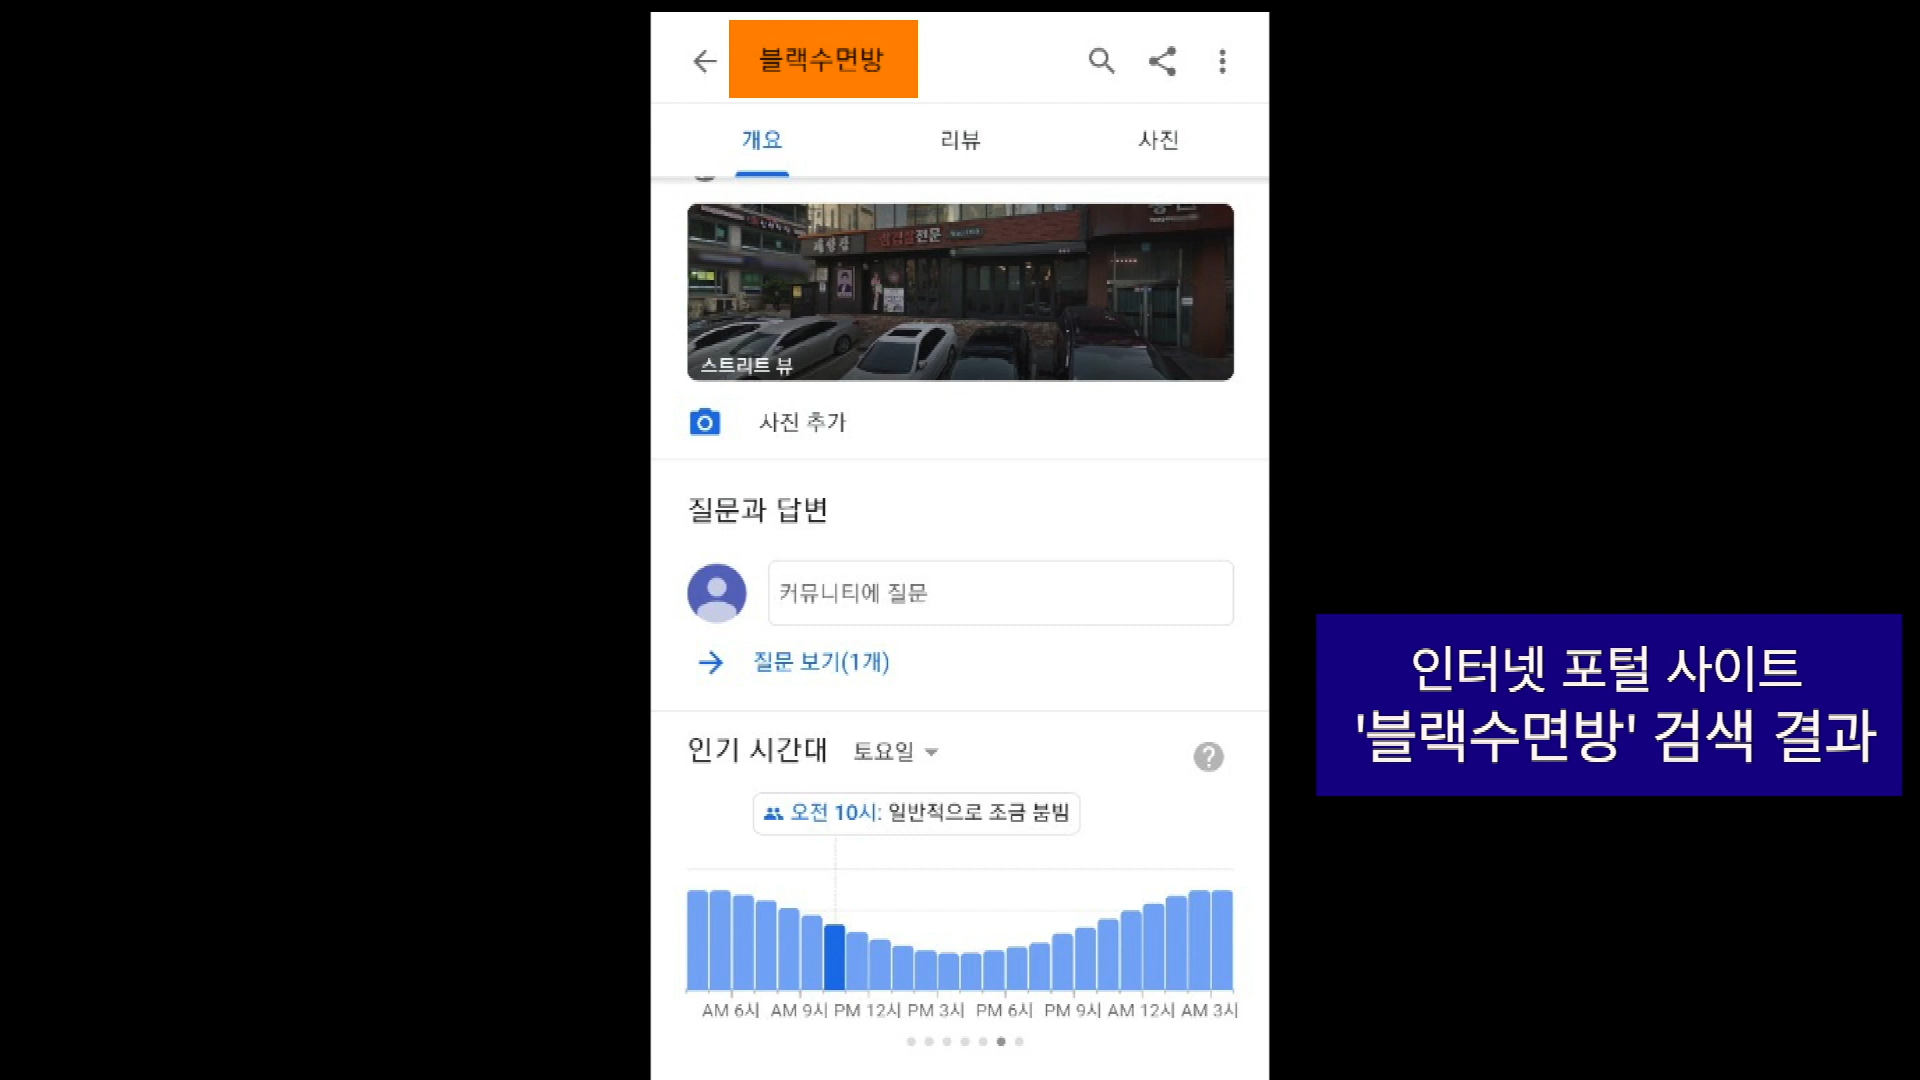 블랙수면방
개요
리뷰
사진
전문
스트리트 뷰
사진 추가
질문과 답변
커뮤니티에 질문
질문 보기(1개)
인기 시간대
토요일
오전 10시: 일반적으로 조금 붐빔
AM 6시 AM 9시 PM 12시 PM 3시 PM 6시 PM 9시 AM 12시 AM 3시
인터넷 포털 사이트
'블랙수면방' 검색 결과